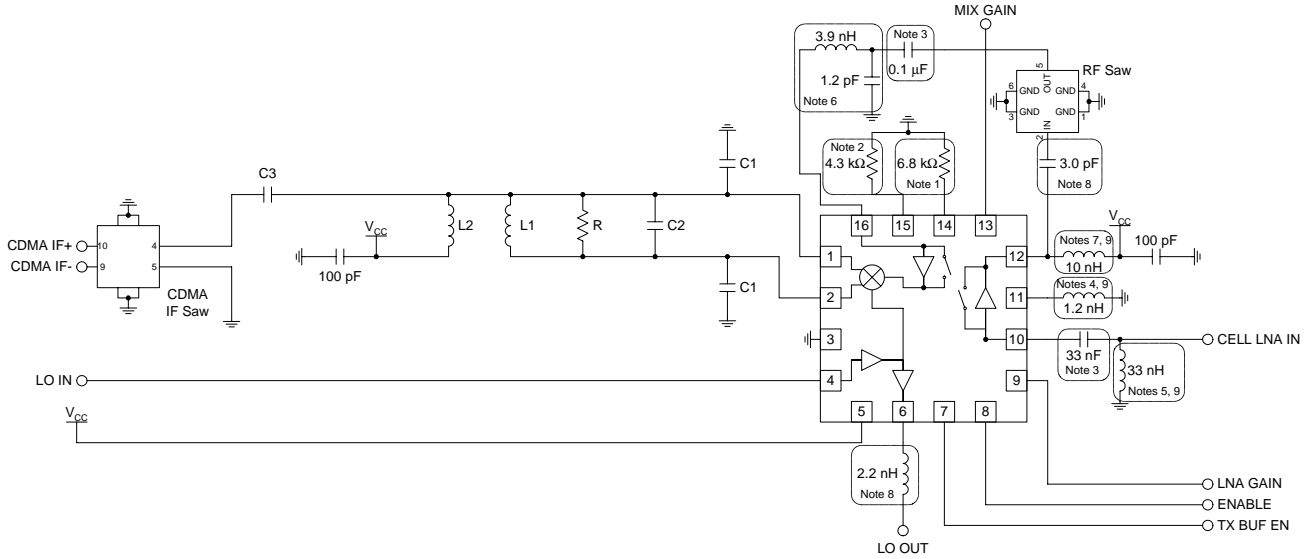 MIX GAIN
3.9 nH
Note 3
0.1 µF
1.2 pF
Note 6
RF Saw
5
OUT
6
GND
GND
4
3
GND
GND
1
IN
2
Note 2
4.3 kΩ
6.8 kΩ
Note 1
3.0 pF
Note 8
C1
C3
L2
L1
R
C2
C1
VCC
100 pF
CDMA IF+
10
4
CDMA IF-
9
5
CDMA
IF Saw
16
15
14
13
1
2
3
4
12
11
10
9
5
6
7
8
Notes 7, 9
10 nH
VCC
100 pF
Notes 4, 9
1.2 nH
33 nF
Note 3
CELL LNA IN
33 nH
Notes 5, 9
LO IN
VCC
2.2 nH
Note 8
LO OUT
LNA GAIN
ENABLE
TX BUF EN